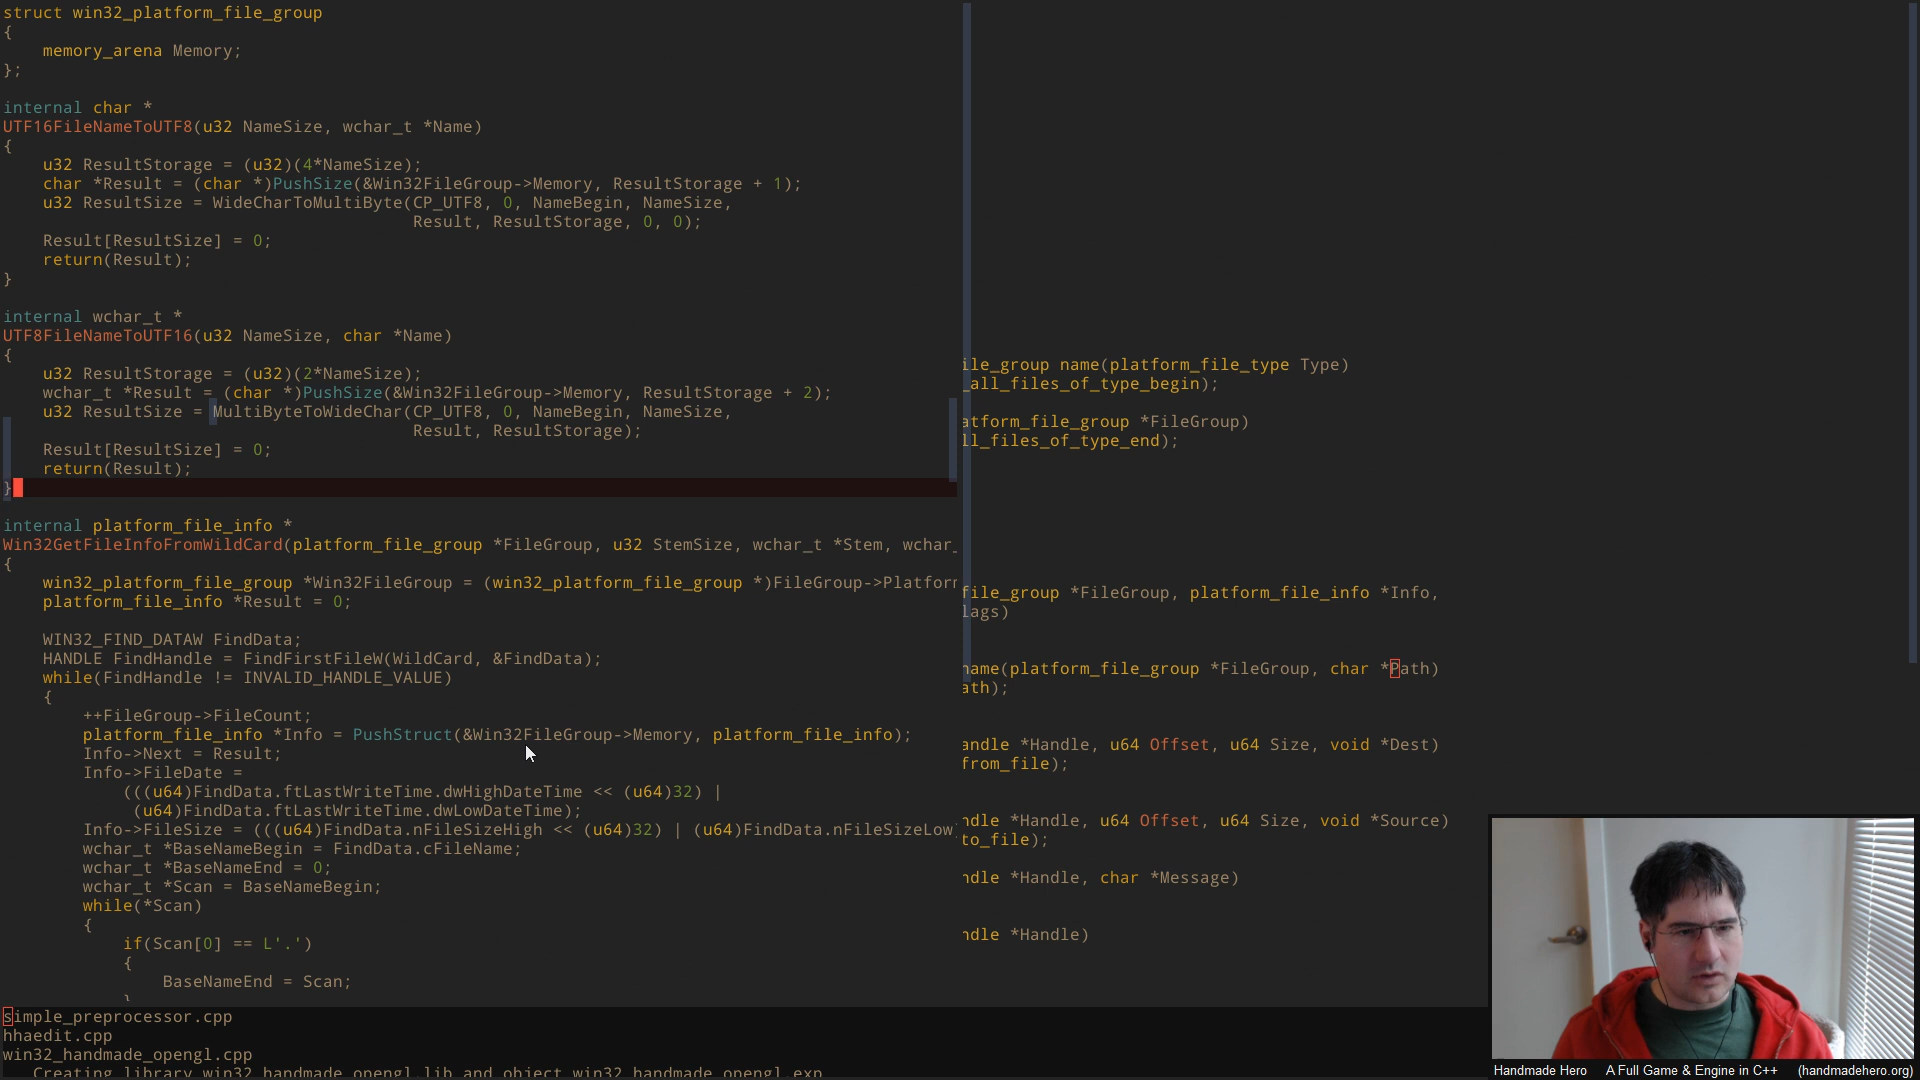 struct win32_platform_file_group
{
    memory_arena Memory;
};

internal char *
UTF16FileNameToUTF8(u32 NameSize, wchar_t *Name)
{
    u32 ResultStorage = (u32)(4*NameSize);
    char *Result = (char *)PushSize(&Win32FileGroup->Memory, ResultStorage + 1);
    u32 ResultSize = WideCharToMultiByte(CP_UTF8, 0, NameBegin, NameSize,
                                         Result, ResultStorage, 0, 0);
    Result[ResultSize] = 0;
    return(Result);
}

internal wchar_t *
UTF8FileNameToUTF16(u32 NameSize, char *Name)
{
    u32 ResultStorage = (u32)(2*NameSize);
    wchar_t *Result = (char *)PushSize(&Win32FileGroup->Memory, ResultStorage + 2);
    u32 ResultSize = MultiByteToWideChar(CP_UTF8, 0, NameBegin, NameSize,
                                         Result, ResultStorage);
    Result[ResultSize] = 0;
    return(Result);
}

internal platform_file_info *
Win32GetFileInfoFromWildCard(platform_file_group *FileGroup, u32 StemSize, wchar_t *Stem, wchar_
{
    win32_platform_file_group *Win32FileGroup = (win32_platform_file_group *)FileGroup->Platform
    platform_file_info *Result = 0;

    WIN32_FIND_DATAW FindData;
    HANDLE FindHandle = FindFirstFileW(WildCard, &FindData);
    while(FindHandle != INVALID_HANDLE_VALUE)
    {
        ++FileGroup->FileCount;
        platform_file_info *Info = PushStruct(&Win32FileGroup->Memory, platform_file_info);
        Info->Next = Result;
        Info->FileDate =
            (((u64)FindData.ftLastWriteTime.dwHighDateTime << (u64)32) |
             (u64)FindData.ftLastWriteTime.dwLowDateTime);
        Info->FileSize = (((u64)FindData.nFileSizeHigh << (u64)32) | (u64)FindData.nFileSizeLow
        wchar_t *BaseNameBegin = FindData.cFileName;
        wchar_t *BaseNameEnd = 0;
        wchar_t *Scan = BaseNameBegin;
        while(*Scan)
        {
            if(Scan[0] == L'.')
            {
                BaseNameEnd = Scan;
            }
ile_group name(platform_file_type Type)
_all_files_of_type_begin);
atform_file_group *FileGroup)
ll_files_of_type_end);
file_group *FileGroup, platform_file_info *Info,
lags)
name(platform_file_group *FileGroup, char *Path)
ath);
andle *Handle, u64 Offset, u64 Size, void *Dest)
from_file);
ndle *Handle, u64 Offset, u64 Size, void *Source)
to_file);
ndle *Handle, char *Message)
ndle *Handle)
simple_preprocessor.cpp
hhaedit.cpp
win32_handmade_opengl.cpp
   Creating library win32_handmade_opengl.lib and object win32_handmade_opengl.exp
Handmade Hero    A Full Game & Engine in C++    (handmadehero.org)